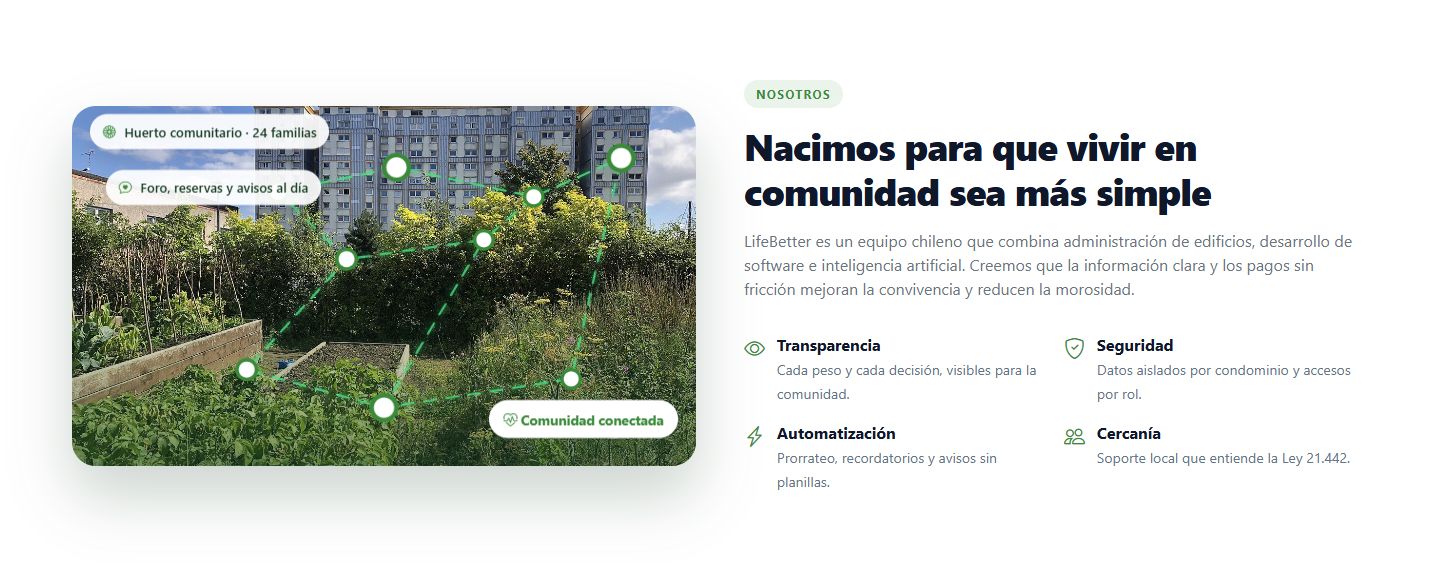 Huerto comunitario · 24 familias
Foro, reservas y avisos al día
Comunidad conectada
NOSOTROS
Nacimos para que vivir en
comunidad sea más simple
LifeBetter es un equipo chileno que combina administración de edificios, desarrollo de
software e inteligencia artificial. Creemos que la información clara y los pagos sin
fricción mejoran la convivencia y reducen la morosidad.
Transparencia
Cada peso y cada decisión, visibles para la
comunidad.
Seguridad
Datos aislados por condominio y accesos
por rol.
Automatización
Prorrateo, recordatorios y avisos sin
planillas.
Cercanía
Soporte local que entiende la Ley 21.442.